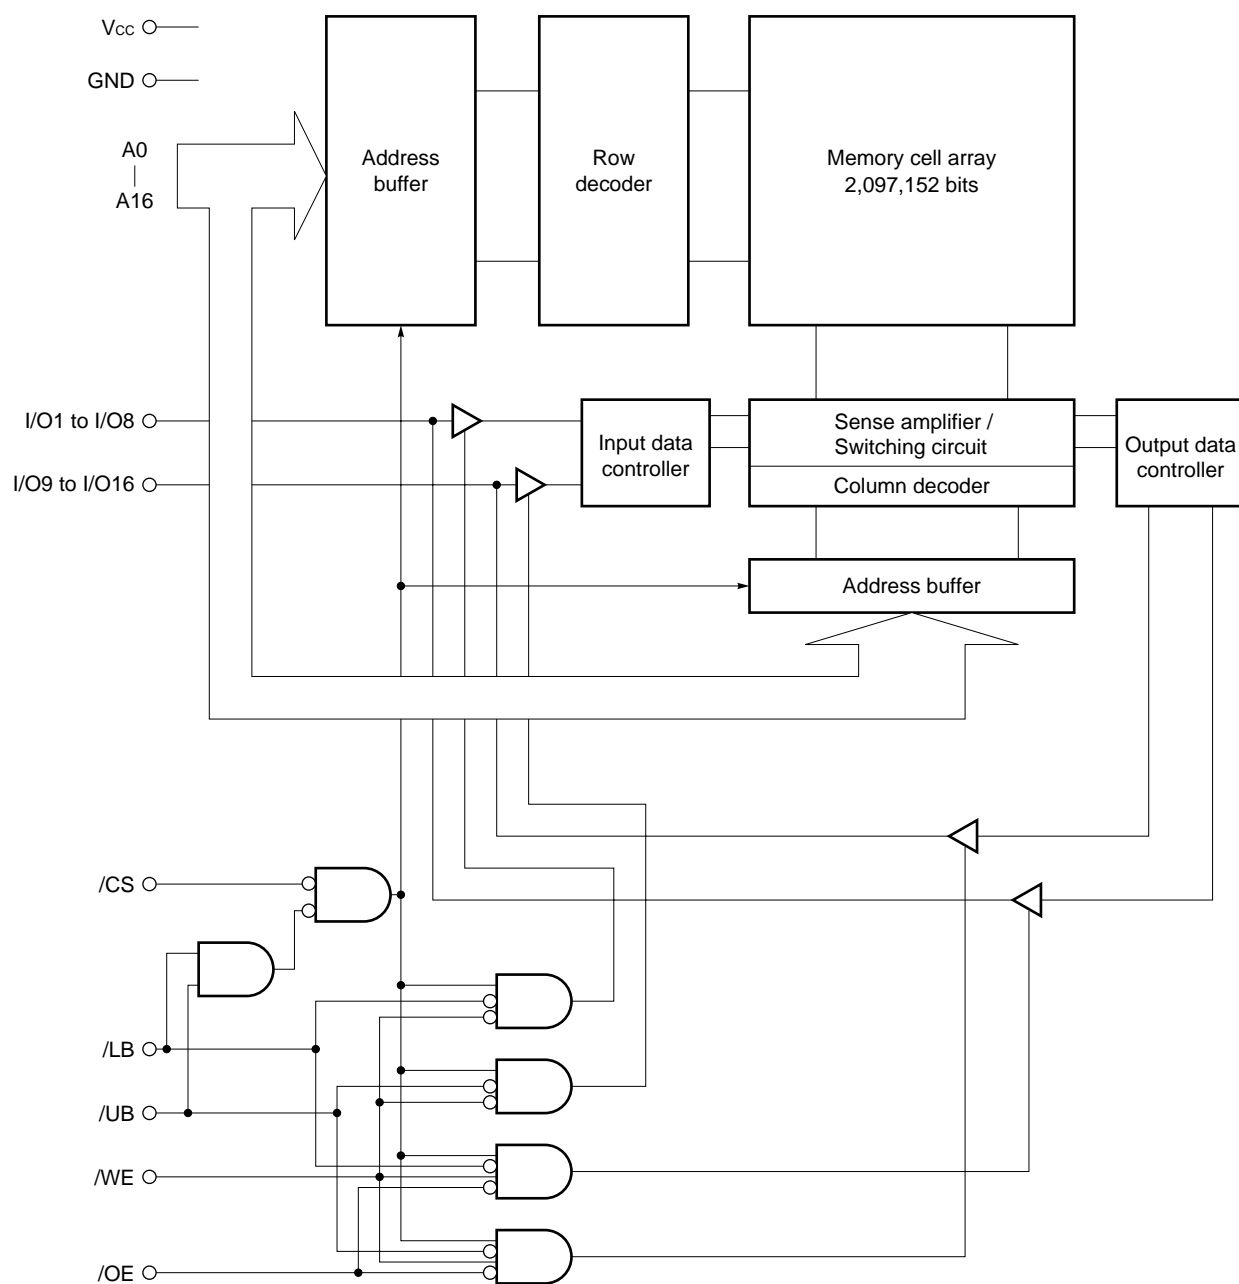 Vcc
GND
A0
A16
Address
buffer
Row
decoder
Memory cell array
2,097,152 bits
I/O1 to I/O8
I/O9 to I/O16
Input data
controller
Sense amplifier /
Switching circuit
Column decoder
Output data
controller
Address buffer
/CS
/LB
/UB
/WE
/OE